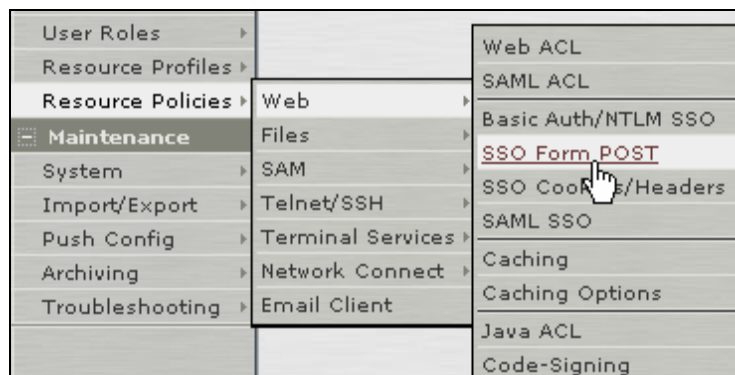 User Roles
Resource Profiles
Resource Policies
Maintenance
System
Import/Export
Push Config
Archiving
Troubleshooting
Web
Files
SAM
Telnet/SSH
Terminal Services
Network Connect
Email Client
Web ACL
SAML ACL
Basic Auth/NTLM SSO
SSO Form POST
SSO Cookies/Headers
SAML SSO
Caching
Caching Options
Java ACL
Code-Signing